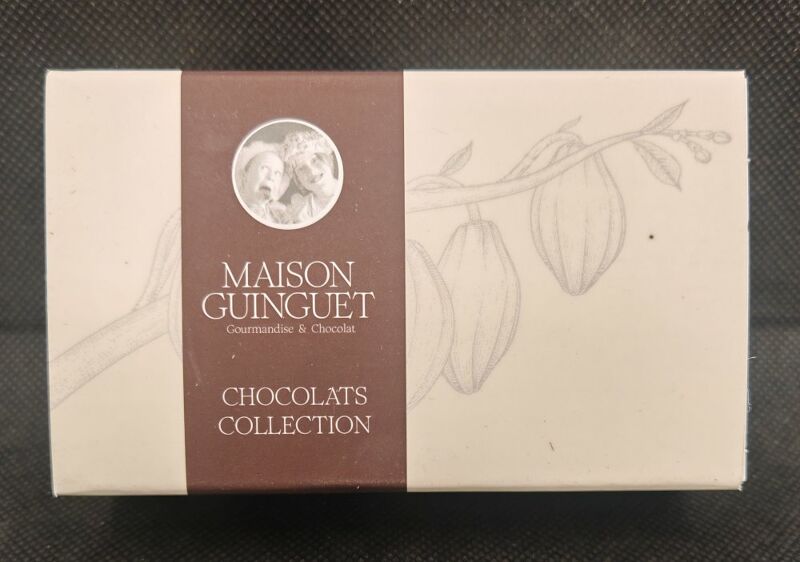 MAISON
GUINGUET
Gourmandise & Chocolat
CHOCOLATS
COLLECTION